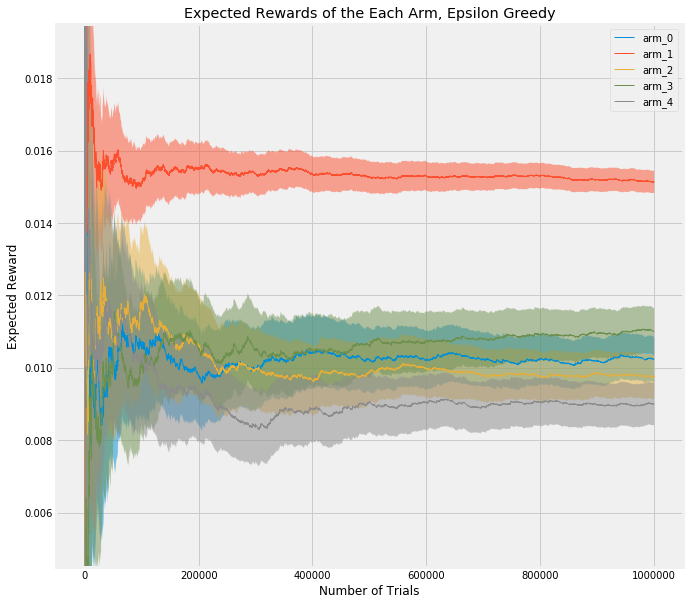 Expected Rewards of the Each Arm, Epsilon Greedy
arm_0
arm_1
arm_2
arm_3
arm_4
0.018
0.016
0.014
0.012
0.010
0.008
0.006
Expected Reward
0
200000
400000
600000
800000
1000000
Number of Trials